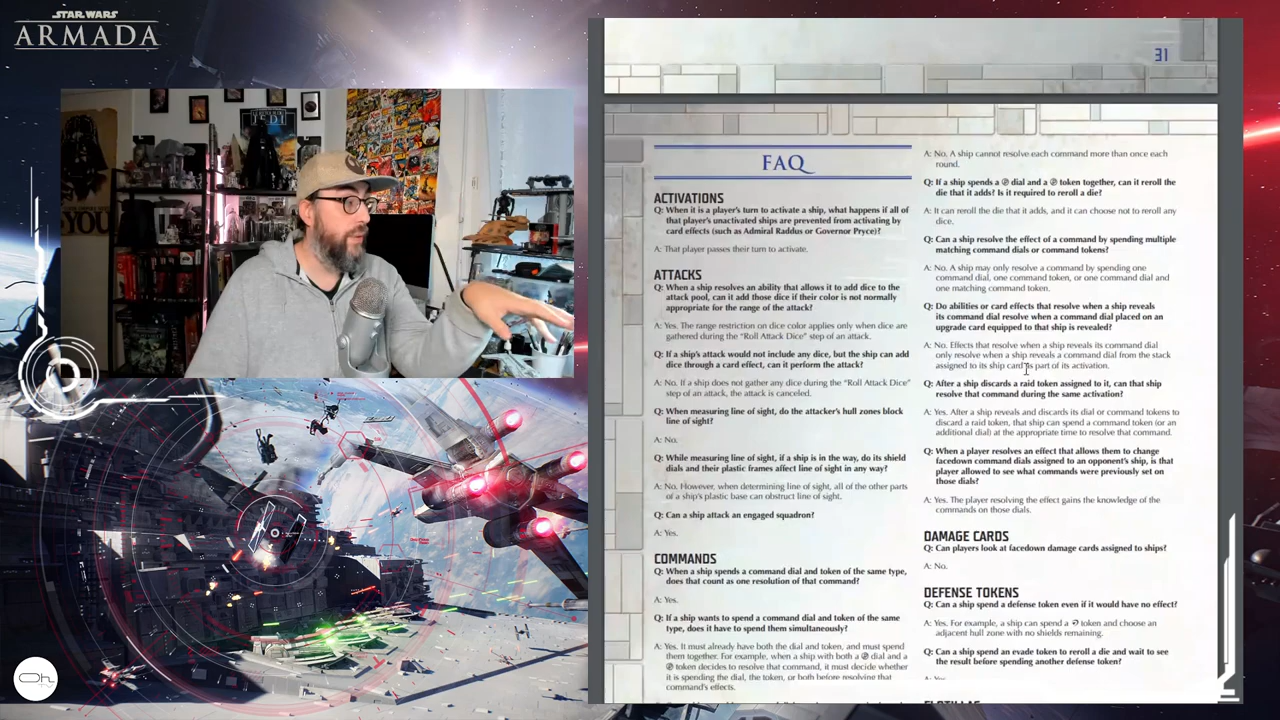 STAR WARS
ARMADA
YOU
JEDI
31
FAQ
ACTIVATIONS
Q: When it is a player's turn to activate a ship, what happens if all of
that player's unactivated ships are prevented from activating by
card effects (such as Admiral Raddus or Governor Pryce)?
A: That player passes their turn to activate.
ATTACKS
Q: When a ship resolves an ability that allows it to add dice to the
attack pool, can it add those dice if their color is not normally
appropriate for the range of the attack?
A: Yes. The range restriction on dice color applies only when dice are
gathered during the "Roll Attack Dice" step of an attack.
Q: If a ship's attack would not include any dice, but the ship can add
dice through a card effect, can it perform the attack?
A: No. If a ship does not gather any dice during the "Roll Attack Dice"
step of an attack, the attack is canceled.
Q: When measuring line of sight, do the attacker's hull zones block
line of sight?
A: No.
Q: While measuring line of sight, if a ship is in the way, do its shield
dials and their plastic frames affect line of sight in any way?
A: No. However, when determining line of sight, all of the other parts
of a ship's plastic base can obstruct line of sight.
Q: Can a ship attack an engaged squadron?
A: Yes.
COMMANDS
Q: When a ship spends a command dial and token of the same type,
does that count as one resolution of that command?
A: Yes.
Q: If a ship wants to spend a command dial and token of the same
type, does it have to spend them simultaneously?
A: Yes. It must already have both the dial and token, and must spend
them together. For example, when a ship with both a dial and a
token decides to resolve that command, it must decide whether
it is spending the dial, the token, or both before resolving that
command's effects.
A: No. A ship cannot resolve each command more than once each
round.
Q: If a ship spends a dial and a token together, can it reroll the
die that it adds? Is it required to reroll a die?
A: It can reroll the die that it adds, and it can choose not to reroll any
dice.
Q: Can a ship resolve the effect of a command by spending multiple
matching command dials or command tokens?
A: No. A ship may only resolve a command by spending one
command dial, one command token, or one command dial and
one matching command token.
Q: Do abilities or card effects that resolve when a ship reveals
its command dial resolve when a command dial placed on an
upgrade card equipped to that ship is revealed?
A: No. Effects that resolve when a ship reveals its command dial
only resolve when a ship reveals a command dial from the stack
assigned to its ship card as part of its activation.
Q: After a ship discards a raid token assigned to it, can that ship
resolve that command during the same activation?
A: Yes. After a ship reveals and discards its dial or command tokens to
discard a raid token, that ship can spend a command token (or an
additional dial) at the appropriate time to resolve that command.
Q: When a player resolves an effect that allows them to change
facedown command dials assigned to an opponent's ship, is that
player allowed to see what commands were previously set on
those dials?
A: Yes. The player resolving the effect gains the knowledge of the
commands on those dials.
DAMAGE CARDS
Q: Can players look at facedown damage cards assigned to ships?
A: No.
DEFENSE TOKENS
Q: Can a ship spend a defense token even if it would have no effect?
A: Yes. For example, a ship can spend a token and choose an
adjacent hull zone with no shields remaining.
Q: Can a ship spend an evade token to reroll a die and wait to see
the result before spending another defense token?